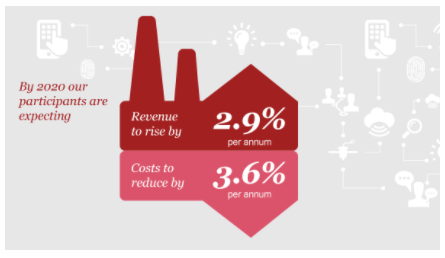 By 2020 our
participants are
expecting
Revenue
to rise by
2.9%
per annum
Costs to
reduce by
3.6%
per annum